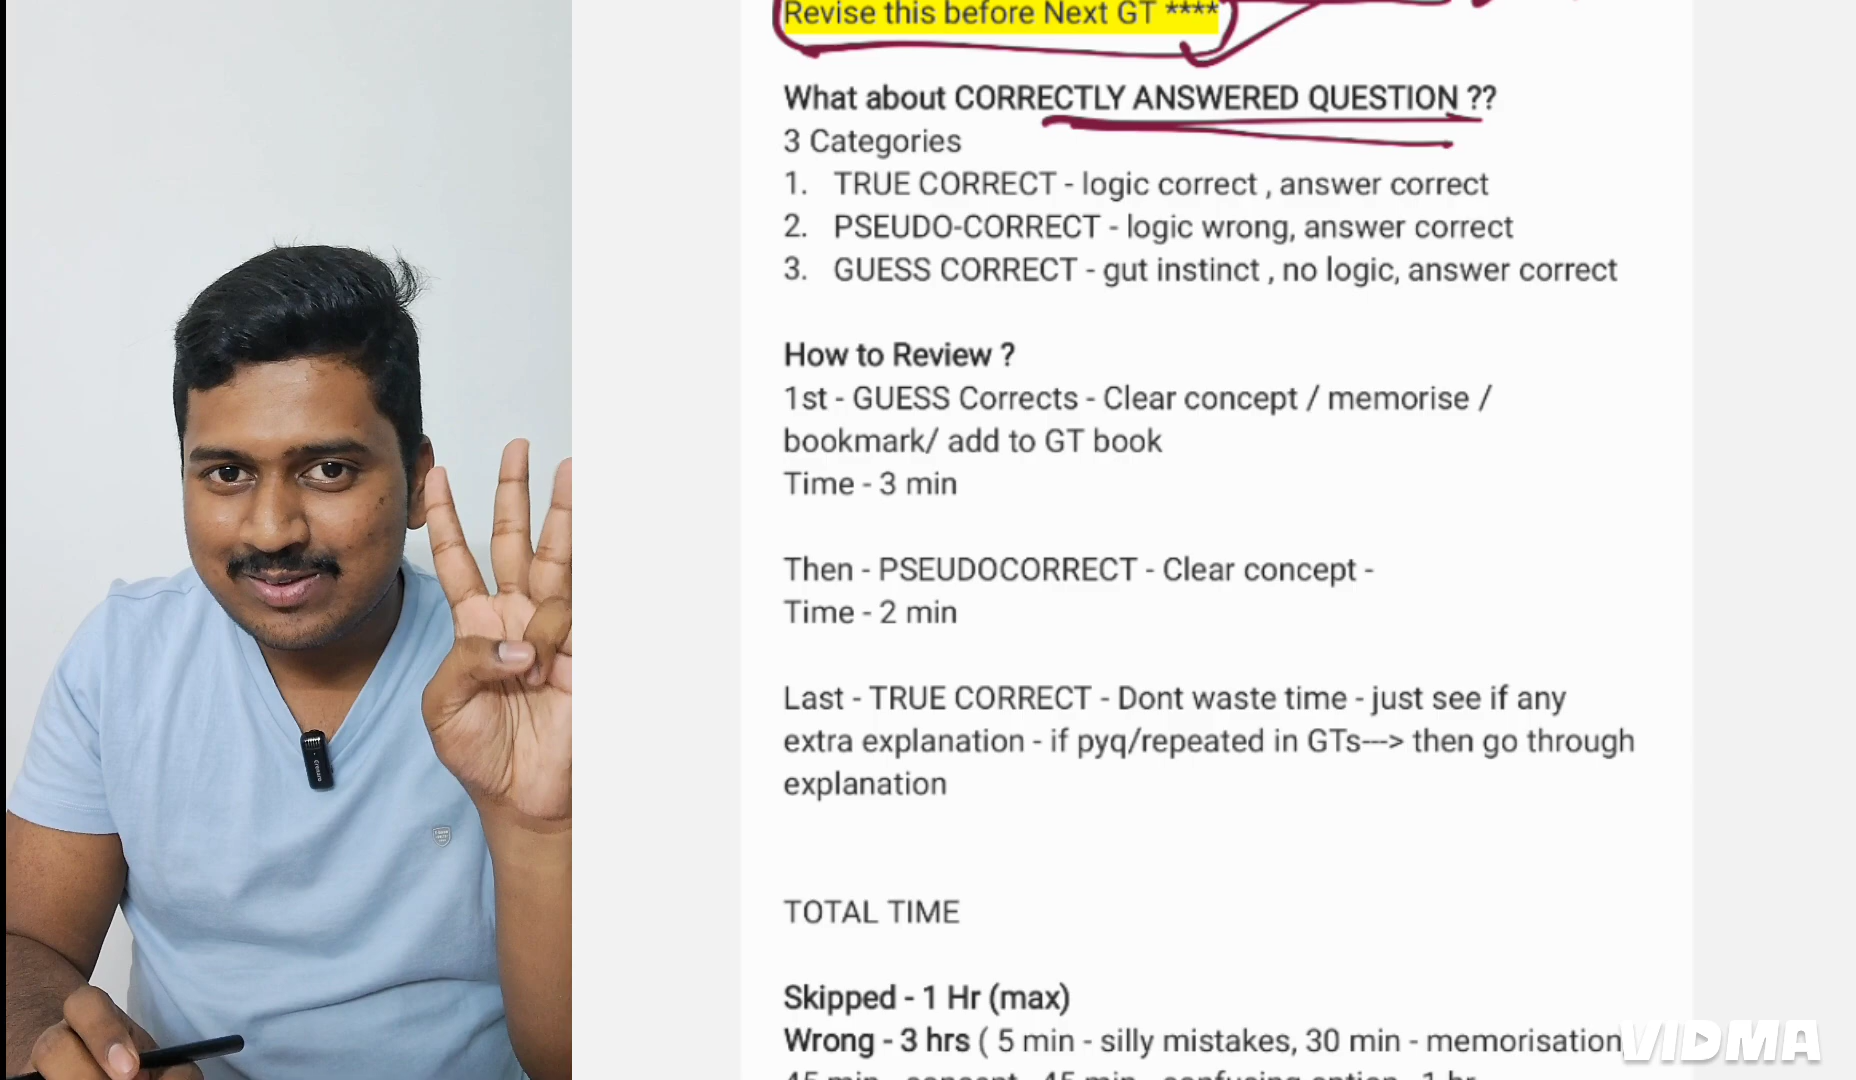 Revise this before Next GT ****
What about CORRECTLY ANSWERED QUESTION ??
3 Categories
1. TRUE CORRECT - logic correct , answer correct
2. PSEUDO-CORRECT - logic wrong, answer correct
3. GUESS CORRECT - gut instinct , no logic, answer correct
How to Review ?
1st - GUESS Corrects - Clear concept / memorise /
bookmark/ add to GT book
Time - 3 min
Then - PSEUDOCORRECT - Clear concept -
Time - 2 min
Last - TRUE CORRECT - Dont waste time - just see if any
extra explanation - if pyq/repeated in GTs---> then go through
explanation
TOTAL TIME
Skipped - 1 Hr (max)
Wrong - 3 hrs ( 5 min - silly mistakes, 30 min - memorisation
VIDMA